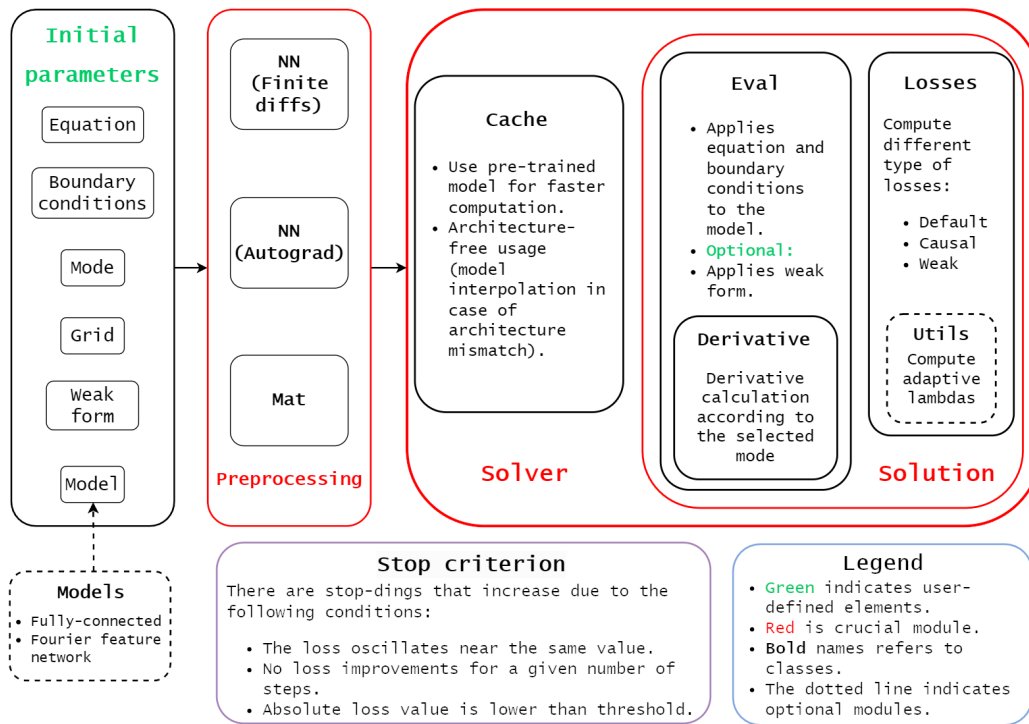 Initial
parameters
Equation
Boundary
conditions
Mode
Grid
Weak
form
Model
Models
• Fully-connected
• Fourier feature
network
NN
(Finite
diffs)
NN
(Autograd)
Mat
Preprocessing
Cache
• Use pre-trained
model for faster
computation.
• Architecture-
free usage
(model
interpolation in
case of
architecture
mismatch).
Solver
Eval
• Applies
equation and
boundary
conditions
to the
model.
• Optional:
• Applies weak
form.
Derivative
Derivative
calculation
according to
the selected
mode
Losses
Compute
different
type of
losses:
• Default
• Causal
• Weak
Utils
Compute
adaptive
lambdas
Solution
Stop criterion
There are stop-dings that increase due to the
following conditions:
• The loss oscillates near the same value.
• No loss improvements for a given number of
steps.
• Absolute loss value is lower than threshold.
Legend
• Green indicates user-
defined elements.
• Red is crucial module.
• Bold names refers to
classes.
• The dotted line indicates
optional modules.